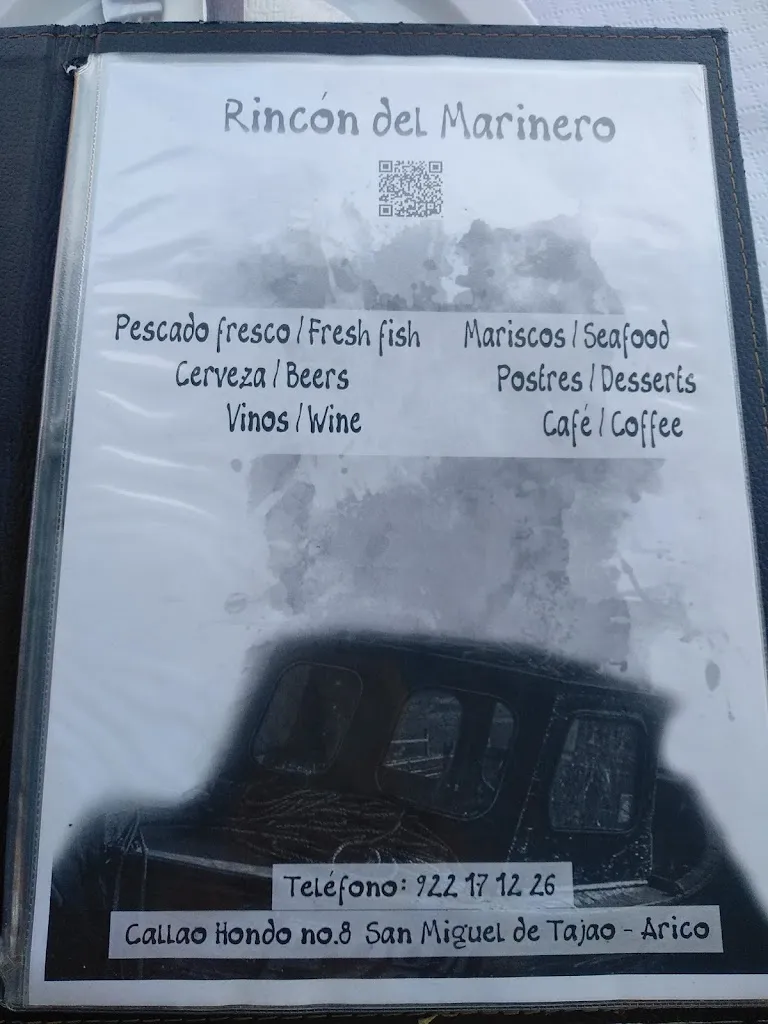 Rincón del Marinero
Pescado fresco / Fresh fish
Mariscos / Seafood
Cerveza / Beers
Postres / Desserts
Vinos / Wine
Café / Coffee
Teléfono: 922 17 12 26
Callao Hondo no.8 San Miguel de Tajao - Arico